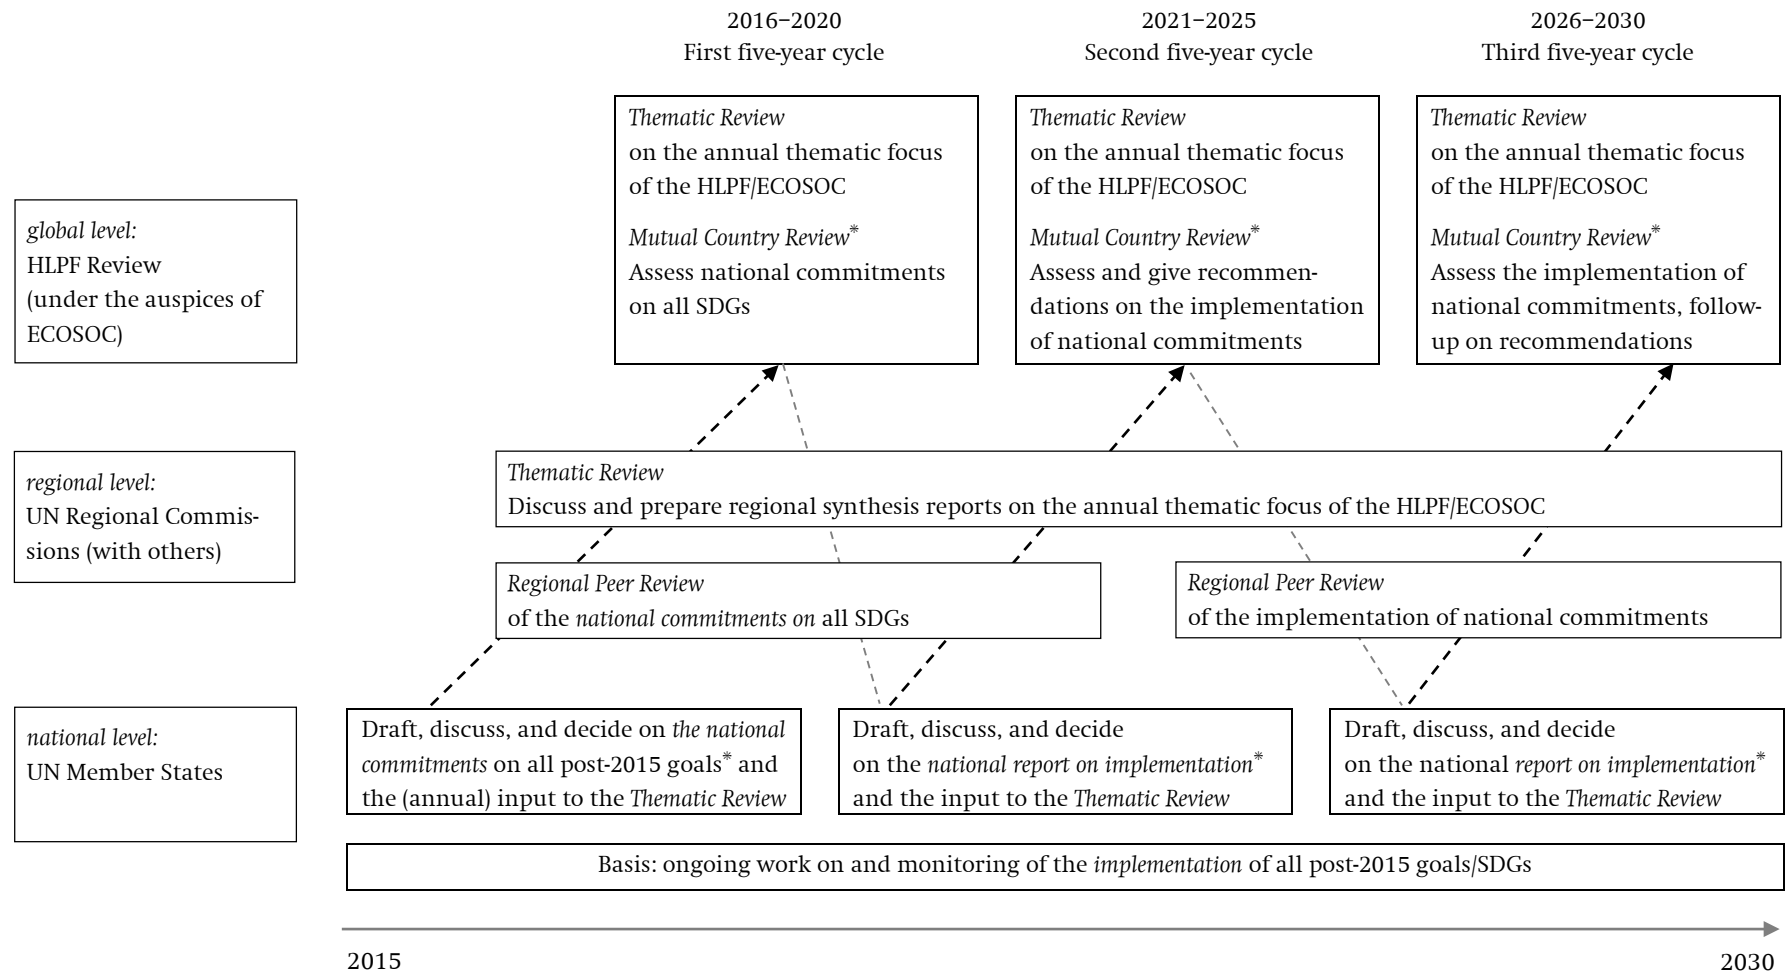 2016–2020
First five-year cycle
2021–2025
Second five-year cycle
2026–2030
Third five-year cycle
Thematic Review
on the annual thematic focus
of the HLPF/ECOSOC
Mutual Country Review*
Assess national commitments
on all SDGs
Thematic Review
on the annual thematic focus
of the HLPF/ECOSOC
Mutual Country Review*
Assess and give recommen-
dations on the implementation
of national commitments
Thematic Review
on the annual thematic focus
of the HLPF/ECOSOC
Mutual Country Review*
Assess the implementation of
national commitments, follow-
up on recommendations
global level:
HLPF Review
(under the auspices of
ECOSOC)
regional level:
UN Regional Commis-
sions (with others)
Thematic Review
Discuss and prepare regional synthesis reports on the annual thematic focus of the HLPF/ECOSOC
Regional Peer Review
of the national commitments on all SDGs
Regional Peer Review
of the implementation of national commitments
national level:
UN Member States
Draft, discuss, and decide on the national
commitments on all post-2015 goals* and
the (annual) input to the Thematic Review
Draft, discuss, and decide
on the national report on implementation*
and the input to the Thematic Review
Draft, discuss, and decide
on the national report on implementation*
and the input to the Thematic Review
Basis: ongoing work on and monitoring of the implementation of all post-2015 goals/SDGs
2015
2030